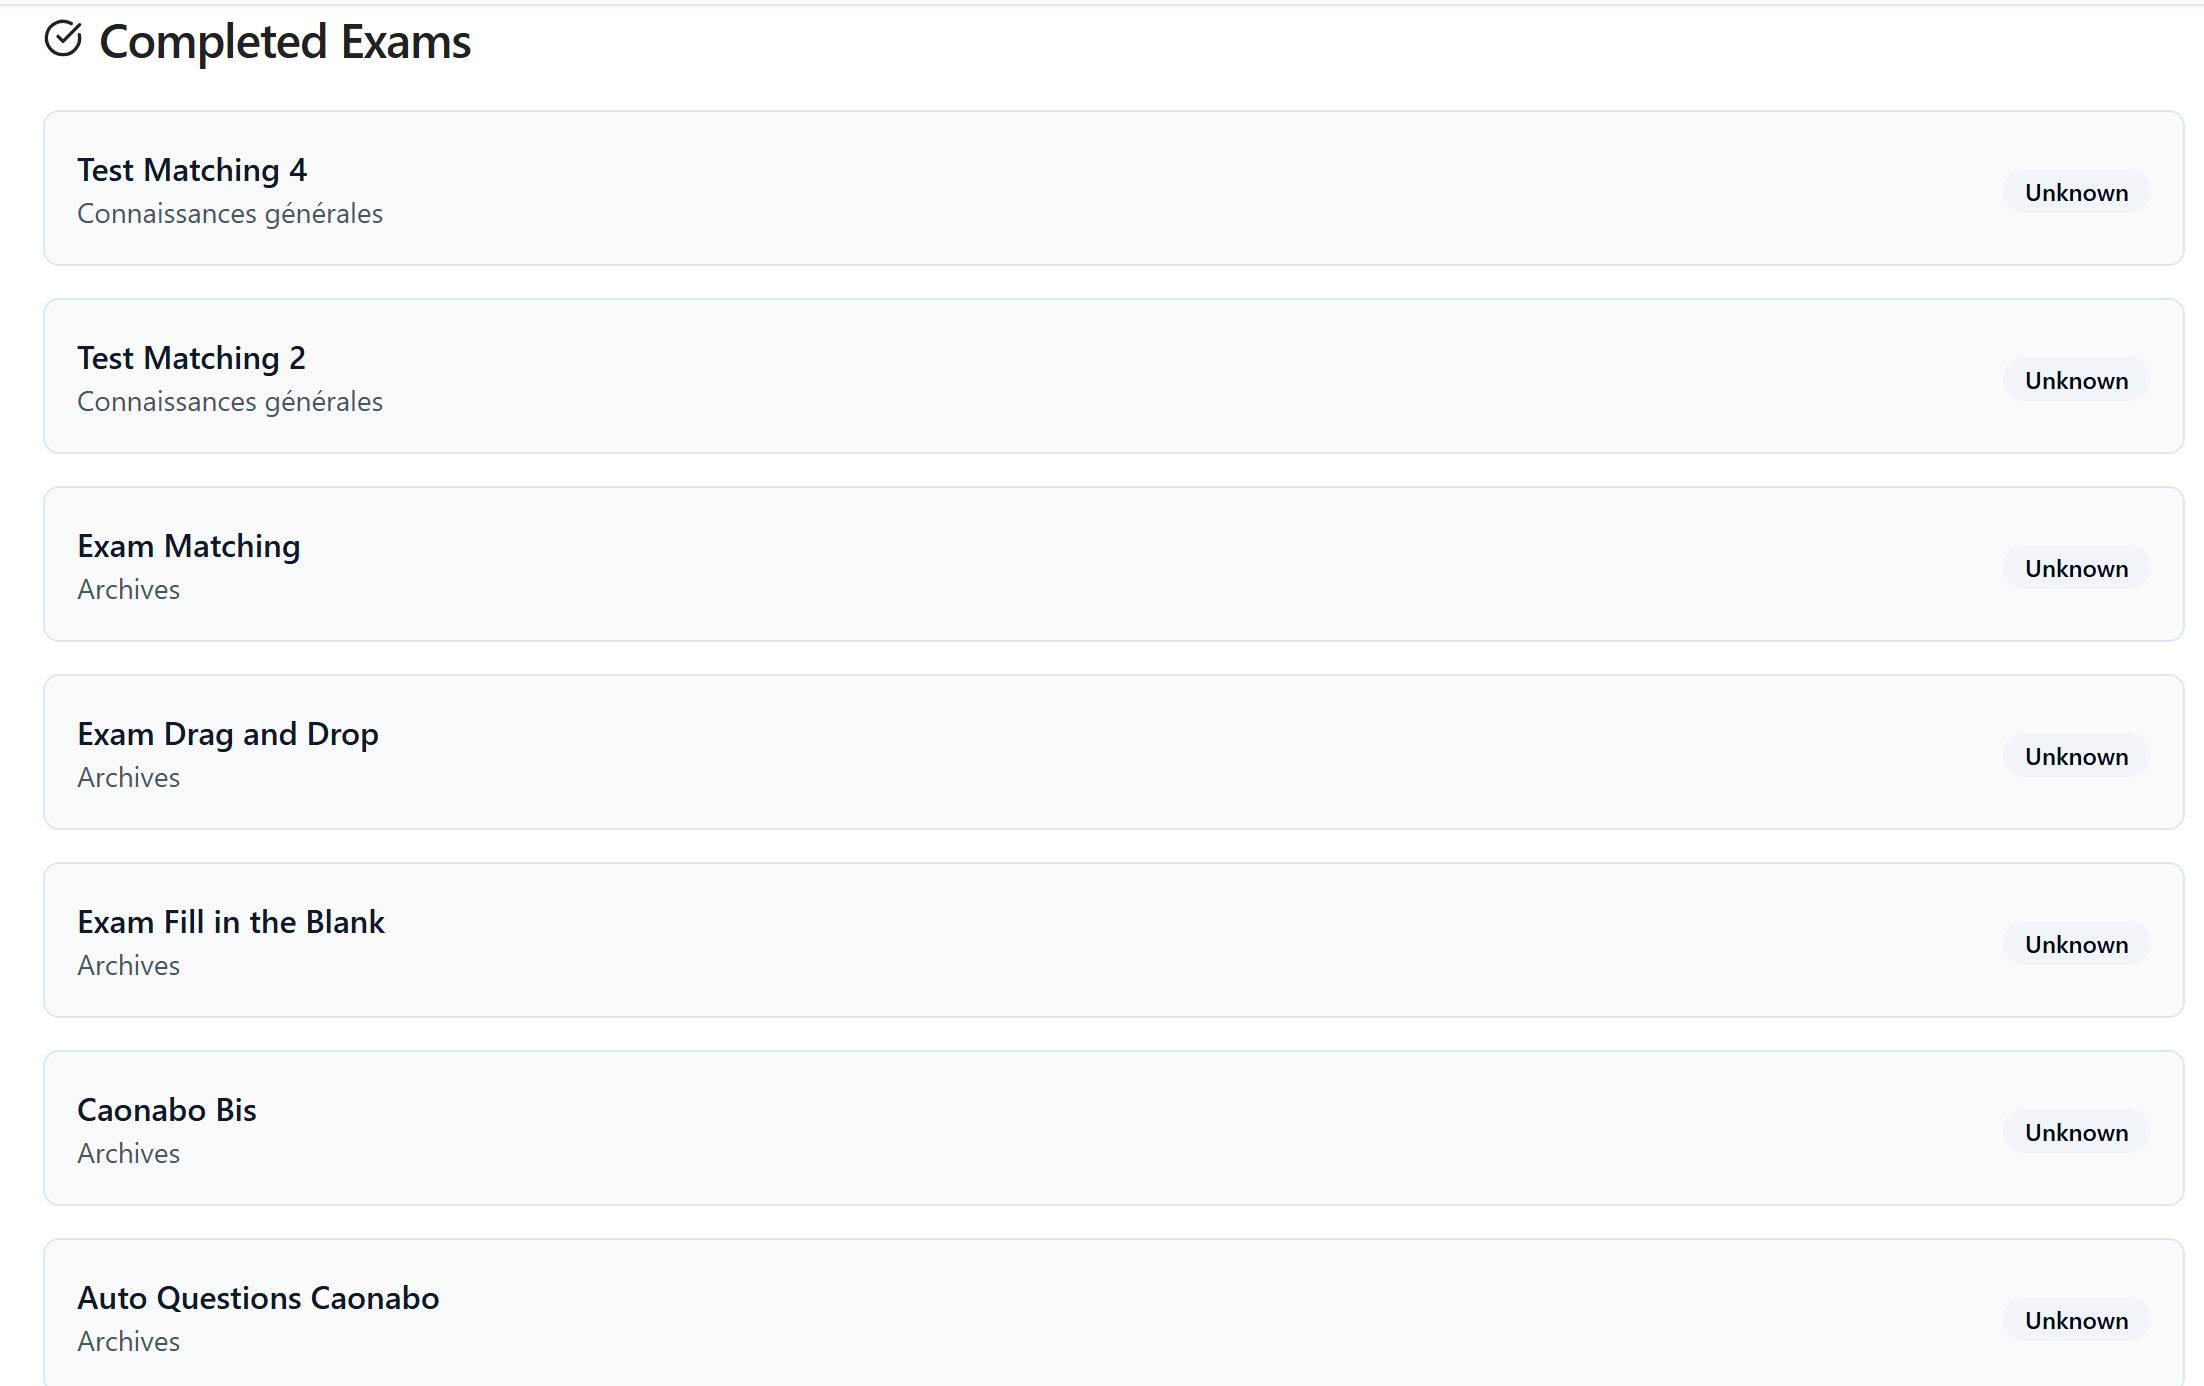 Completed Exams
Test Matching 4
Connaissances générales
Unknown
Test Matching 2
Connaissances générales
Unknown
Exam Matching
Archives
Unknown
Exam Drag and Drop
Archives
Unknown
Exam Fill in the Blank
Archives
Unknown
Caonabo Bis
Archives
Unknown
Auto Questions Caonabo
Archives
Unknown